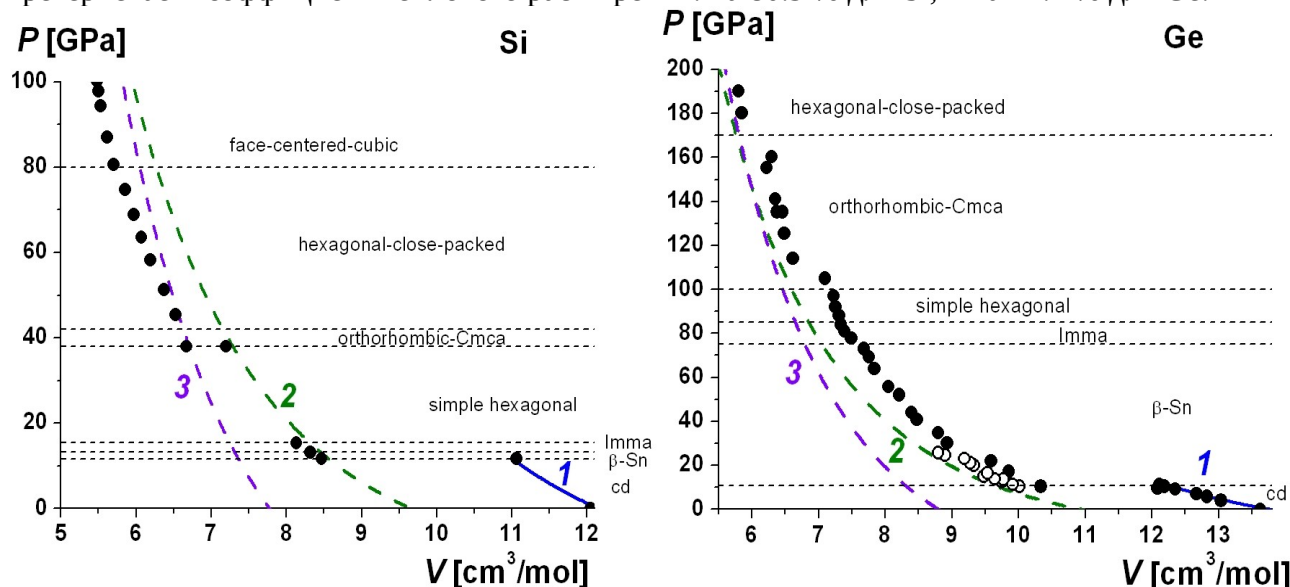 P [GPa]
Si
100
80
60
40
20
0
face-centered-cubic
hexagonal-close-packed
orthorhombic-Cmca
3
2
simple hexagonal
Imma
β-Sn
cd
1
5 6 7 8 9 10 11 12
V [cm³/mol]
P [GPa]
Ge
200
180
160
140
120
100
80
60
40
20
0
hexagonal-close-packed
orthorhombic-Cmca
simple hexagonal
Imma
3
β-Sn
2
1
cd
6 7 8 9 10 11 12 13
V [cm³/mol]